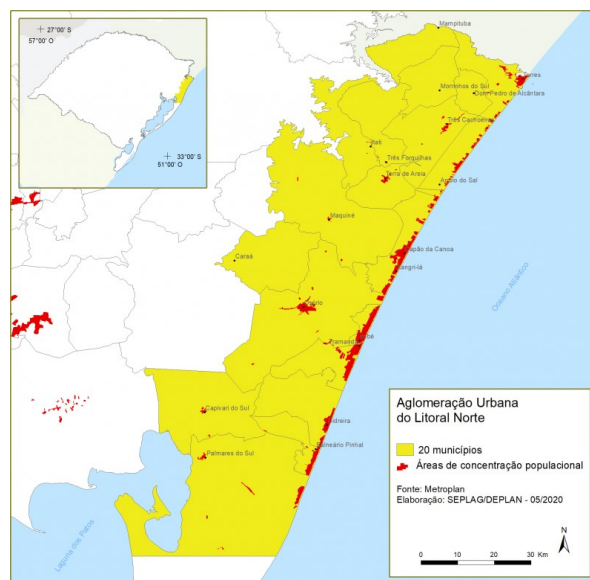 27°00' S
57°00' O
33°00' S
51°00' O
Mampituba
Torres
Morrinhos do Sul
Dom Pedro de Alcântara
Três Cachoeiras
Itati
Três Forquilhas
Terra de Areia
Arroio do Sal
Maquiné
Capão da Canoa
Caraá
Xangri-lá
Osório
Imbé
Tramandaí
Oceano Atlântico
Capivari do Sul
Cidreira
Balneário Pinhal
Palmares do Sul
Laguna dos Patos
Aglomeração Urbana
do Litoral Norte
20 municípios
Áreas de concentração populacional
Fonte: Metroplan
Elaboração: SEPLAG/DEPLAN - 05/2020
N
0 10 20 30 Km